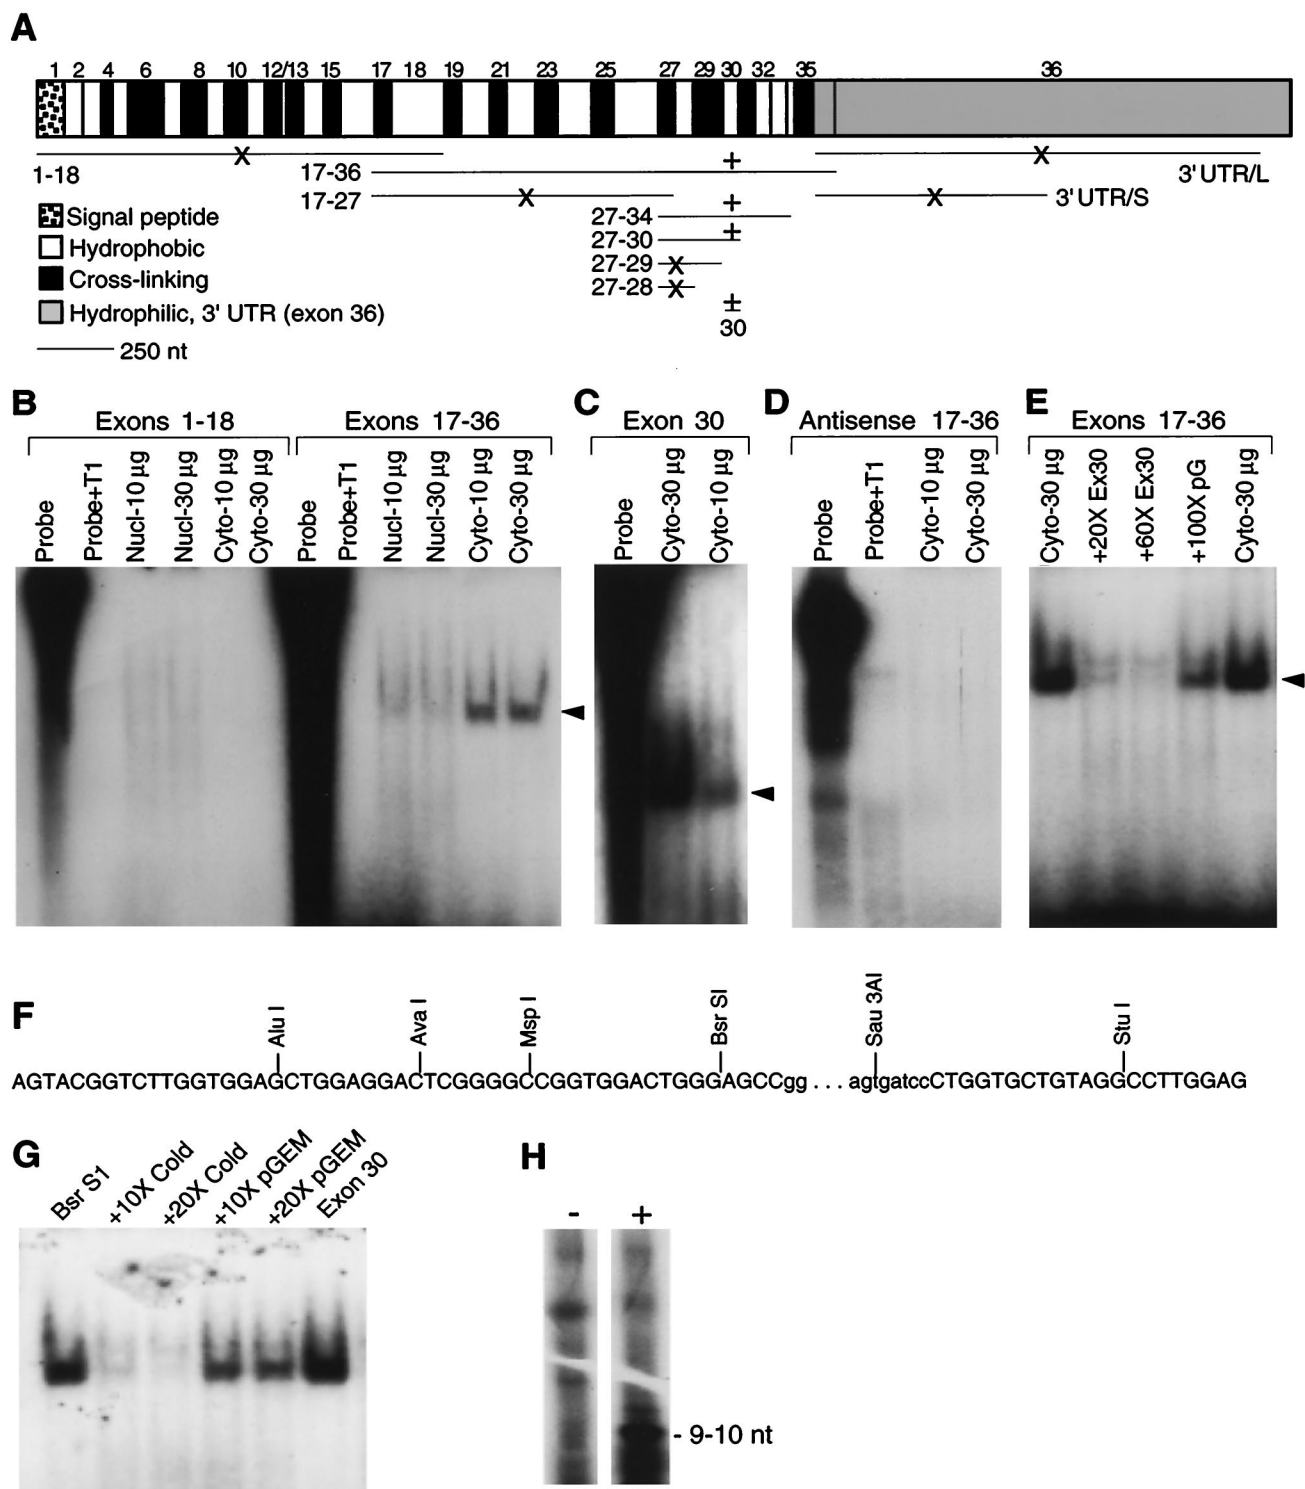 A
1 2 4 6 8 10 12/13 15 17 18 19 21 23 25 27 29 30 32 35 36
X + X
1-18 17-36 3' UTR/L
17-27 X + X 3' UTR/S
27-34 +
27-30
27-29 X
27-28 X +
30
Signal peptide
Hydrophobic
Cross-linking
Hydrophilic, 3' UTR (exon 36)
250 nt
B
Exons 1-18 Exons 17-36
Probe
Probe+T1
Nucl-10 µg
Nucl-30 µg
Cyto-10 µg
Cyto-30 µg
Probe
Probe+T1
Nucl-10 µg
Nucl-30 µg
Cyto-10 µg
Cyto-30 µg
C
Exon 30
Probe
Cyto-30 µg
Cyto-10 µg
D
Antisense 17-36
Probe
Probe+T1
Cyto-10 µg
Cyto-30 µg
E
Exons 17-36
Cyto-30 µg
+20X Ex30
+60X Ex30
+100X pG
Cyto-30 µg
F
Alu I
Ava I
Msp I
Bsr SI
Sau 3AI
Stu I
AGTACGGTCTTGGTGGAGCTGGAGGACTCGGGGCCGGTGGACTGGGAGCCgg . . . agtgatccCTGGTGCTGTAGGCCTTGGAG
G
Bsr S1
+10X Cold
+20X Cold
+10X pGEM
+20X pGEM
Exon 30
H
- +
- 9-10 nt